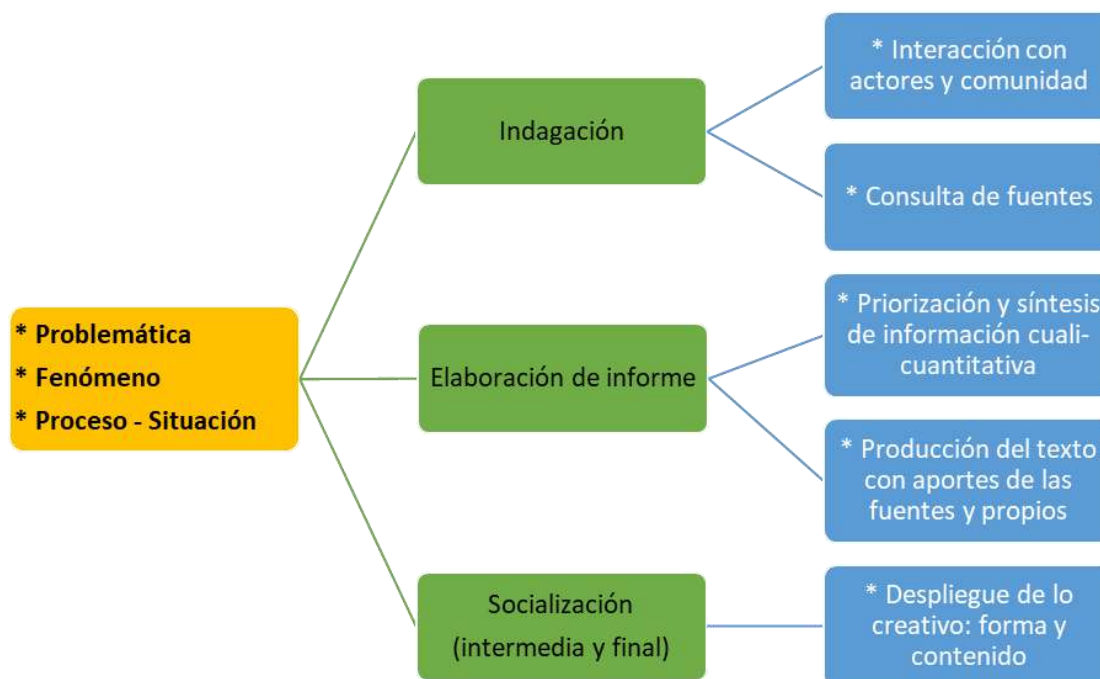 * Problemática
* Fenómeno
* Proceso - Situación
Indagación
* Interacción con
actores y comunidad
* Consulta de fuentes
Elaboración de informe
* Priorización y síntesis
de información cuali-
cuantitativa
* Producción del texto
con aportes de las
fuentes y propios
Socialización
(intermedia y final)
* Despliegue de lo
creativo: forma y
contenido